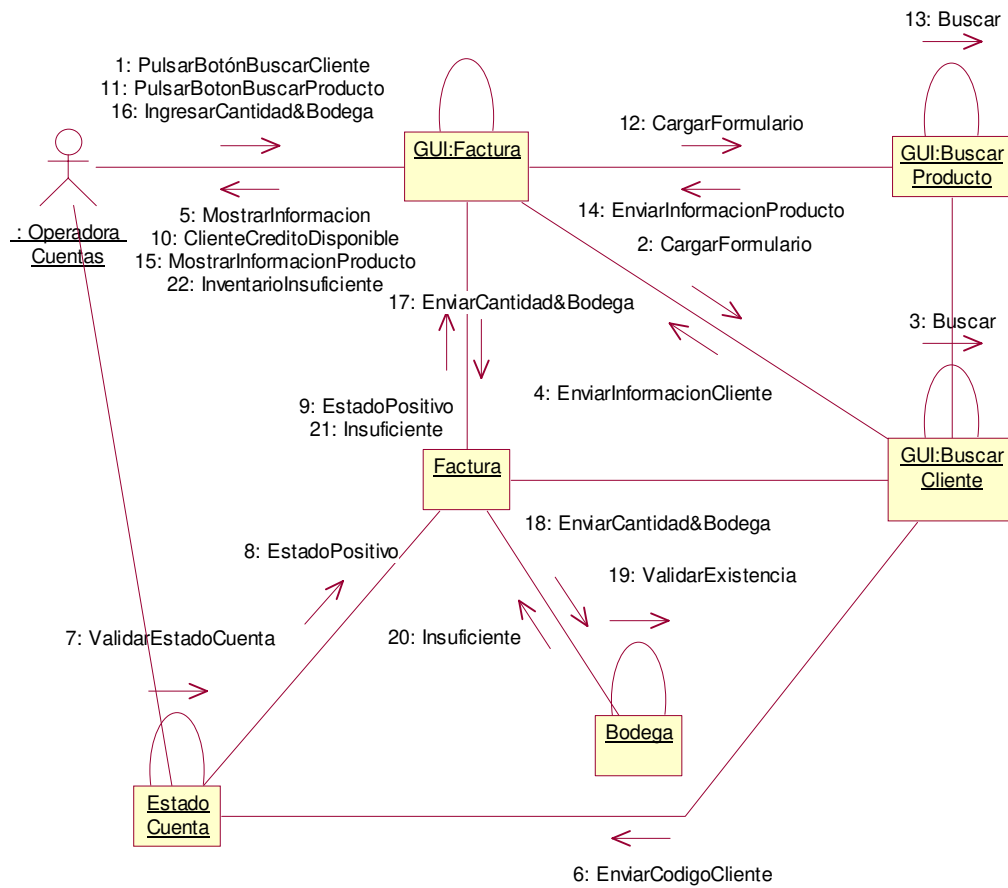 13: Buscar
1: PulsarBotónBuscarCliente
11: PulsarBotonBuscarProducto
16: IngresarCantidad&Bodega
12: CargarFormulario
GUI:Factura
GUI:Buscar
Producto
14: EnviarInformacionProducto
5: MostrarInformacion
10: ClienteCreditoDisponible
15: MostrarInformacionProducto
22: InventarioInsuficiente
: Operadora
Cuentas
2: CargarFormulario
17: EnviarCantidad&Bodega
3: Buscar
4: EnviarInformacionCliente
9: EstadoPositivo
21: Insuficiente
Factura
GUI:Buscar
Cliente
18: EnviarCantidad&Bodega
8: EstadoPositivo
19: ValidarExistencia
7: ValidarEstadoCuenta
20: Insuficiente
Bodega
Estado
Cuenta
6: EnviarCodigoCliente